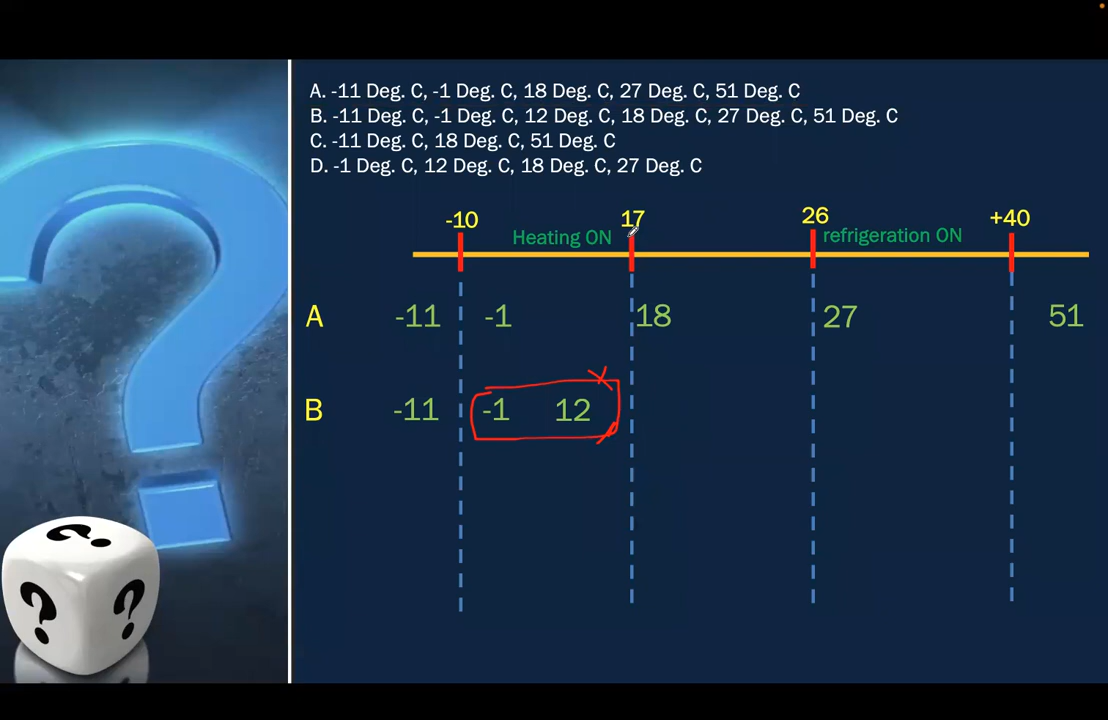 A. -11 Deg. C, -1 Deg. C, 18 Deg. C, 27 Deg. C, 51 Deg. C
B. -11 Deg. C, -1 Deg. C, 12 Deg. C, 18 Deg. C, 27 Deg. C, 51 Deg. C
C. -11 Deg. C, 18 Deg. C, 51 Deg. C
D. -1 Deg. C, 12 Deg. C, 18 Deg. C, 27 Deg. C
-10 17 26 +40
Heating ON refrigeration ON
A -11 -1 18 27 51
B -11 -1 12